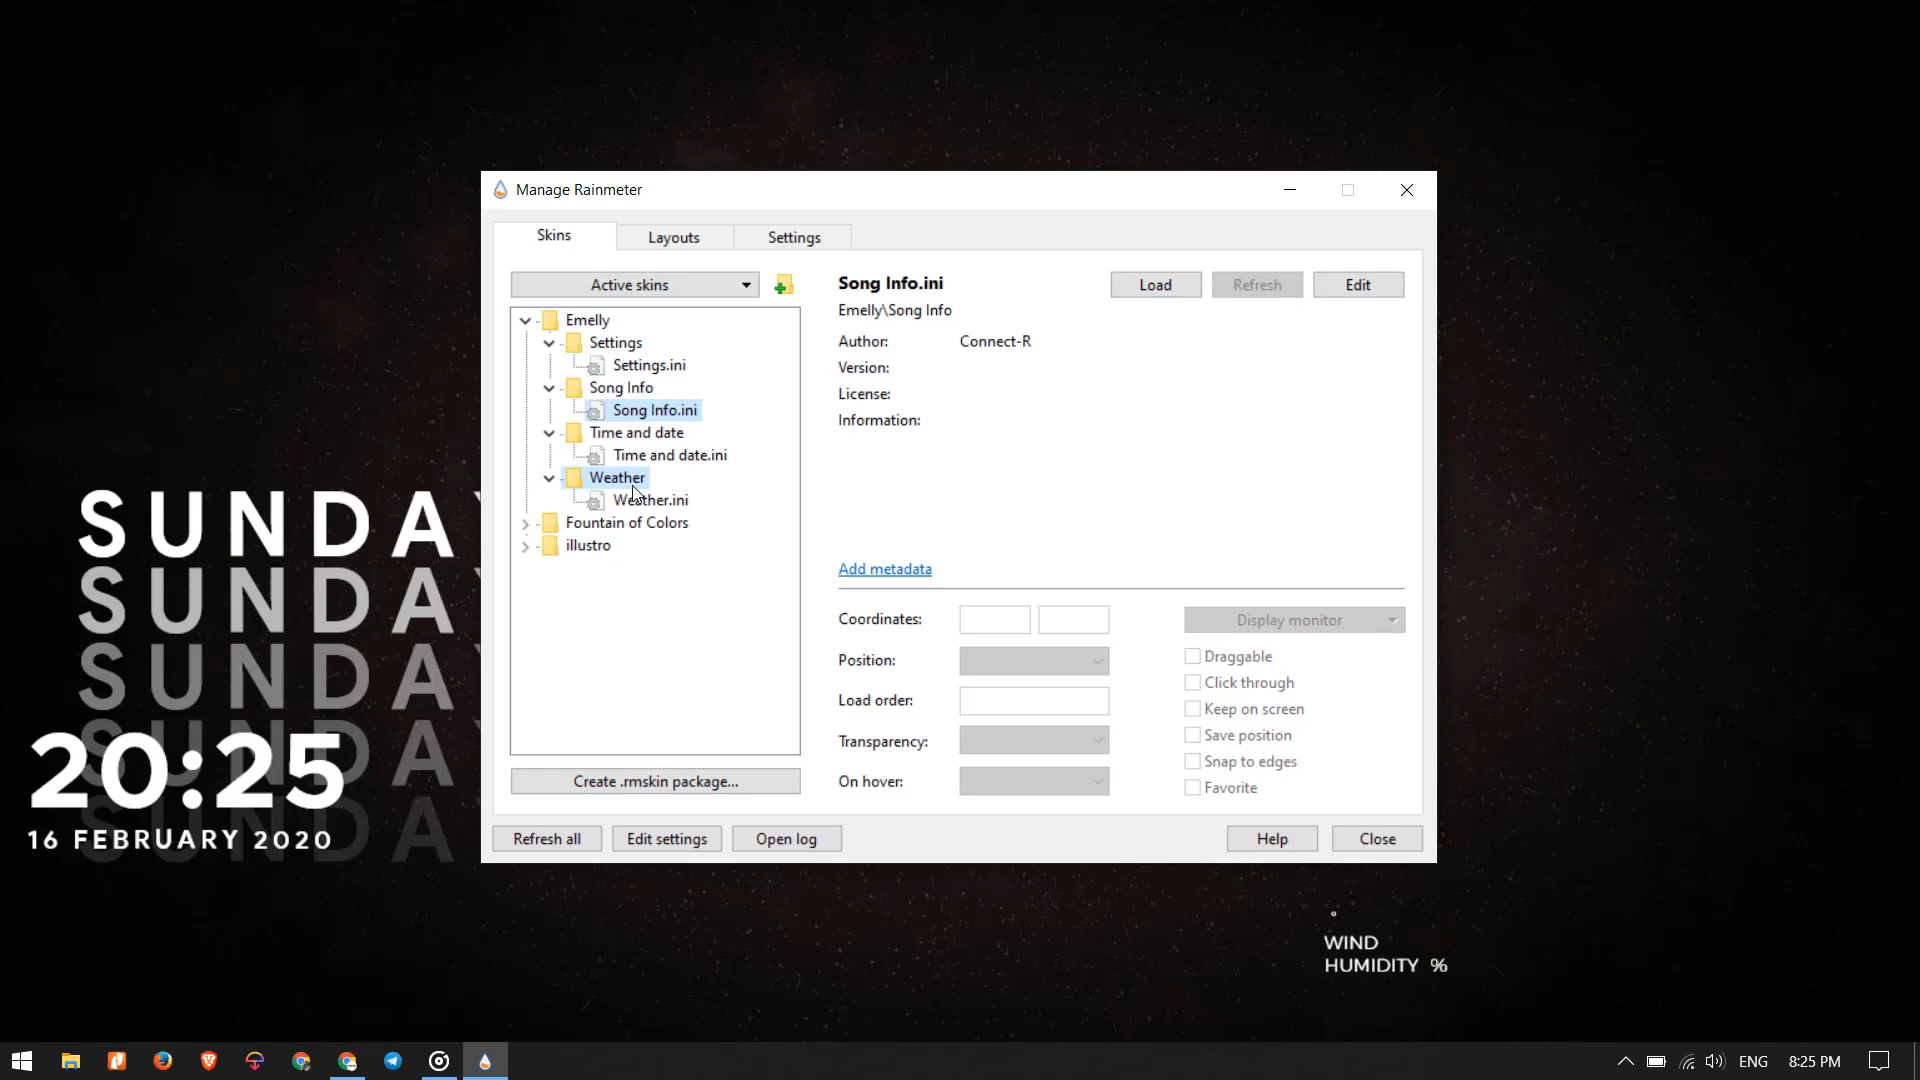 Manage Rainmeter
Skins
Layouts
Settings
Active skins
Emelly
Settings
Settings.ini
Song Info
Song Info.ini
Time and date
Time and date.ini
Weather
Weather.ini
Fountain of Colors
illustro
Create .rmskin package...
Song Info.ini
Load
Refresh
Edit
Emelly\Song Info
Author: Connect-R
Version:
License:
Information:
Add metadata
Coordinates:
Position:
Load order:
Transparency:
On hover:
Display monitor
Draggable
Click through
Keep on screen
Save position
Snap to edges
Favorite
Refresh all
Edit settings
Open log
Help
Close
SUNDAY
SUNDA
SUNDA
SUNDA
SUNDA
20:25
16 FEBRUARY 2020
°
WIND
HUMIDITY %
ENG
8:25 PM